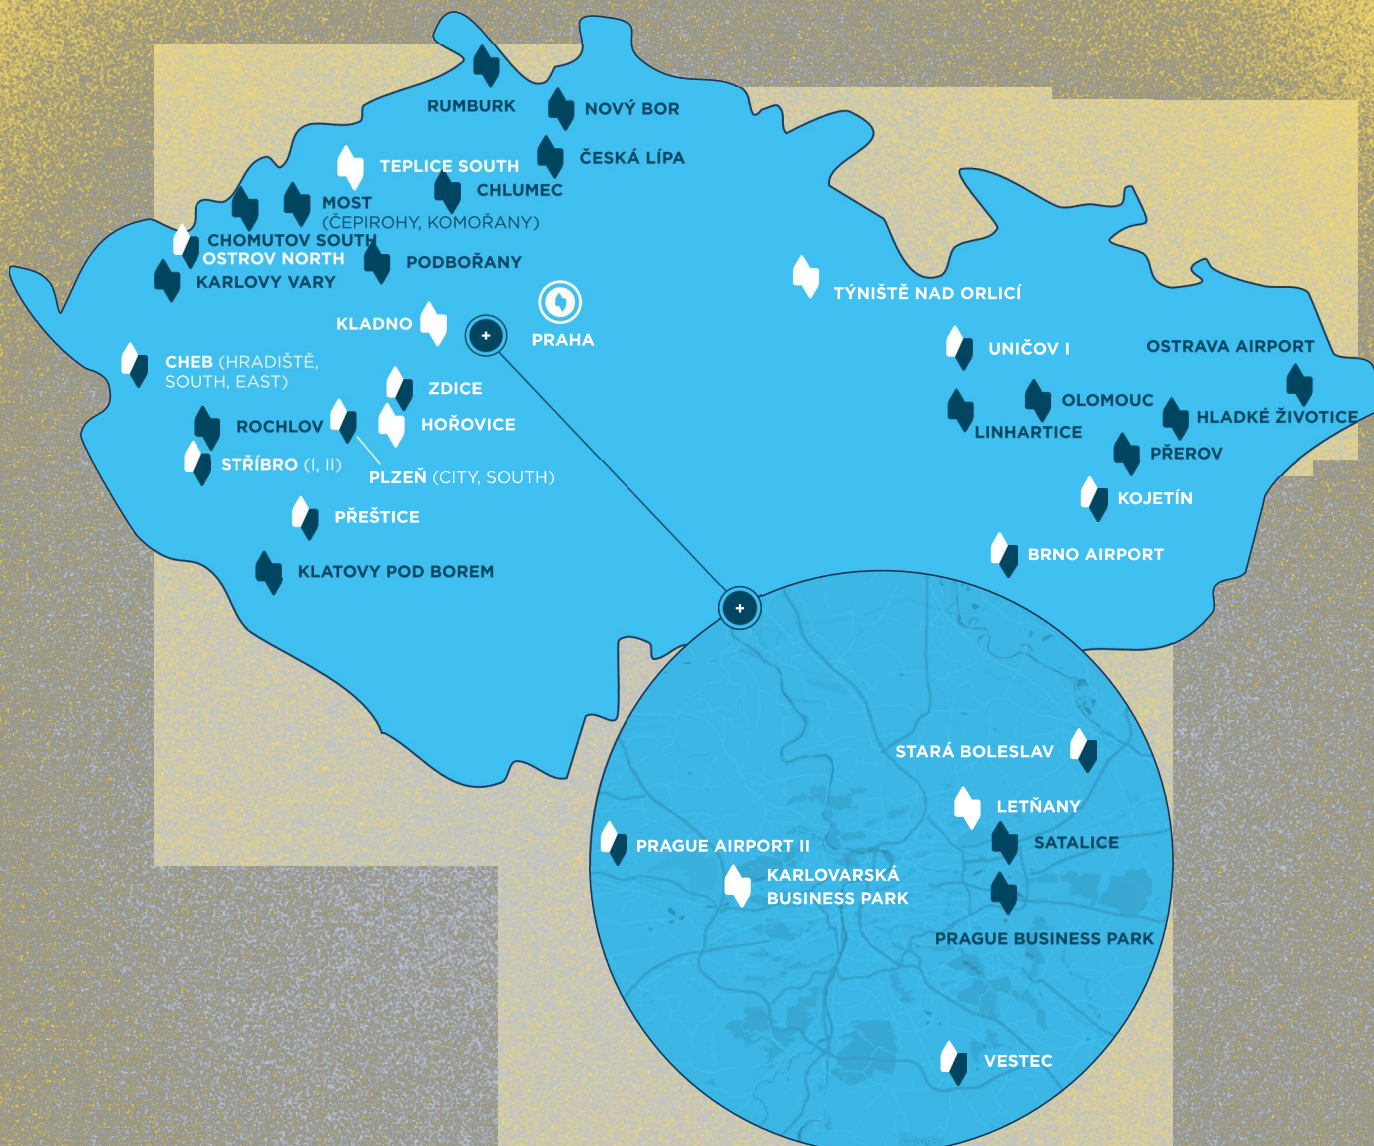 RUMBURK
NOVÝ BOR
TEPLICE SOUTH
ČESKÁ LÍPA
CHLUMEC
MOST
(ČEPIROHY, KOMOŘANY)
CHOMUTOV SOUTH
OSTROV NORTH
PODBOŘANY
KARLOVY VARY
KLADNO
PRAHA
TÝNIŠTĚ NAD ORLICÍ
CHEB (HRADIŠTĚ,
SOUTH, EAST)
ZDICE
UNIČOV I
OSTRAVA AIRPORT
ROCHLOV
HOŘOVICE
OLOMOUC
HLADKÉ ŽIVOTICE
LINHARTICE
STŘÍBRO (I, II)
PLZEŇ (CITY, SOUTH)
PŘEROV
KOJETÍN
PŘEŠTICE
BRNO AIRPORT
KLATOVY POD BOREM
STARÁ BOLESLAV
LETŇANY
PRAGUE AIRPORT II
SATALICE
KARLOVARSKÁ
BUSINESS PARK
PRAGUE BUSINESS PARK
VESTEC